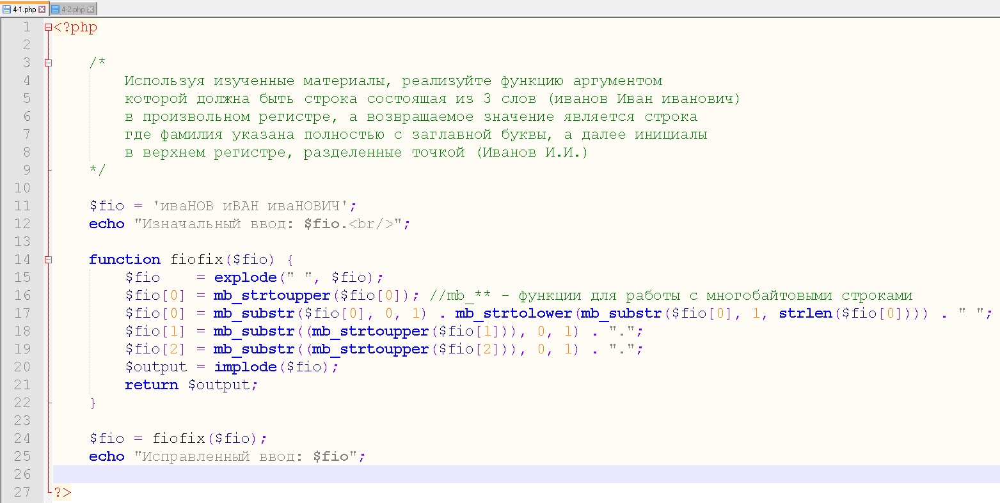 4-1.php 4-2.php
1 <?php
2
3 /*
4 Используя изученные материалы, реализуйте функцию аргументом
5 которой должна быть строка состоящая из 3 слов (иванов Иван иванович)
6 в произвольном регистре, а возвращаемое значение является строка
7 где фамилия указана полностью с заглавной буквы, а далее инициалы
8 в верхнем регистре, разделенные точкой (Иванов И.И.)
9 */
10
11 $fio = 'иваНОВ иВАН иваНОВИЧ';
12 echo "Изначальный ввод: $fio.<br/>";
13
14 function fiofix($fio) {
15 $fio    = explode(" ", $fio);
16 $fio[0] = mb_strtoupper($fio[0]); //mb_** - функции для работы с многобайтовыми строками
17 $fio[0] = mb_substr($fio[0], 0, 1) . mb_strtolower(mb_substr($fio[0], 1, strlen($fio[0]))) . " ";
18 $fio[1] = mb_substr((mb_strtoupper($fio[1])), 0, 1) . ".";
19 $fio[2] = mb_substr((mb_strtoupper($fio[2])), 0, 1) . ".";
20 $output = implode($fio);
21 return $output;
22 }
23
24 $fio = fiofix($fio);
25 echo "Исправленный ввод: $fio";
26
27 ?>